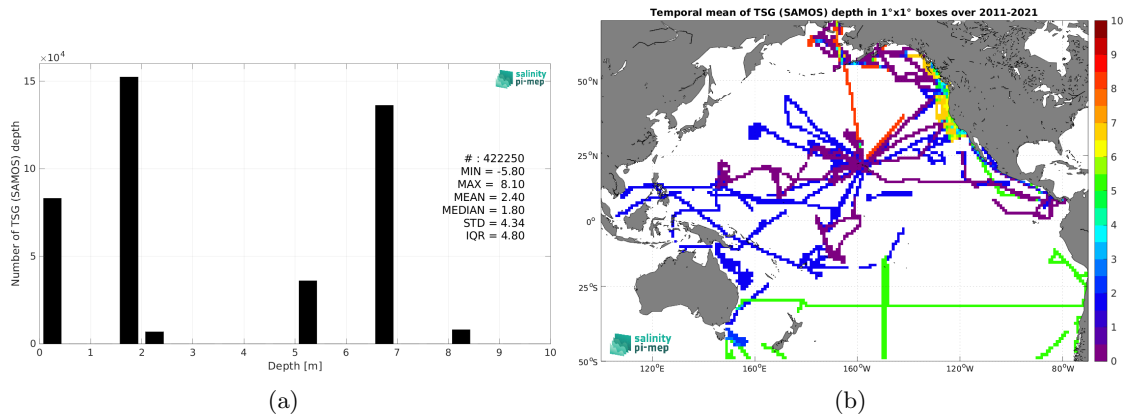 ×10⁴
15
10
5
0
Number of TSG (SAMOS) depth
0 1 2 3 4 5 6 7 8 9 10
Depth [m]
salinity
pi-mep
# : 422250
MIN = -5.80
MAX = 8.10
MEAN = 2.40
MEDIAN = 1.80
STD = 4.34
IQR = 4.80
(a)
Temporal mean of TSG (SAMOS) depth in 1°x1° boxes over 2011-2021
50°N
25°N
0°
25°S
50°S
120°E 160°E 160°W 120°W 80°W
salinity
pi-mep
10
9
8
7
6
5
4
3
2
1
0
(b)